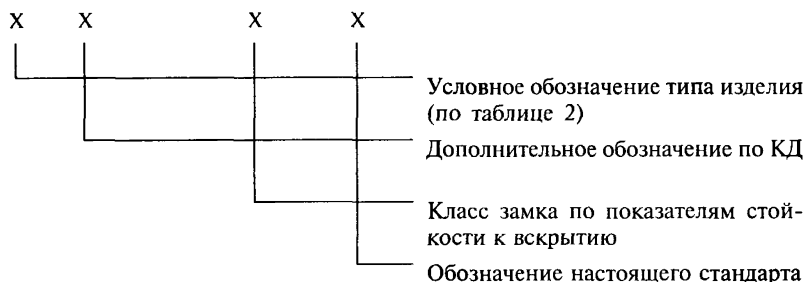 X X X X
Условное обозначение типа изделия
(по таблице 2)
Дополнительное обозначение по КД
Класс замка по показателям стой-
кости к вскрытию
Обозначение настоящего стандарта